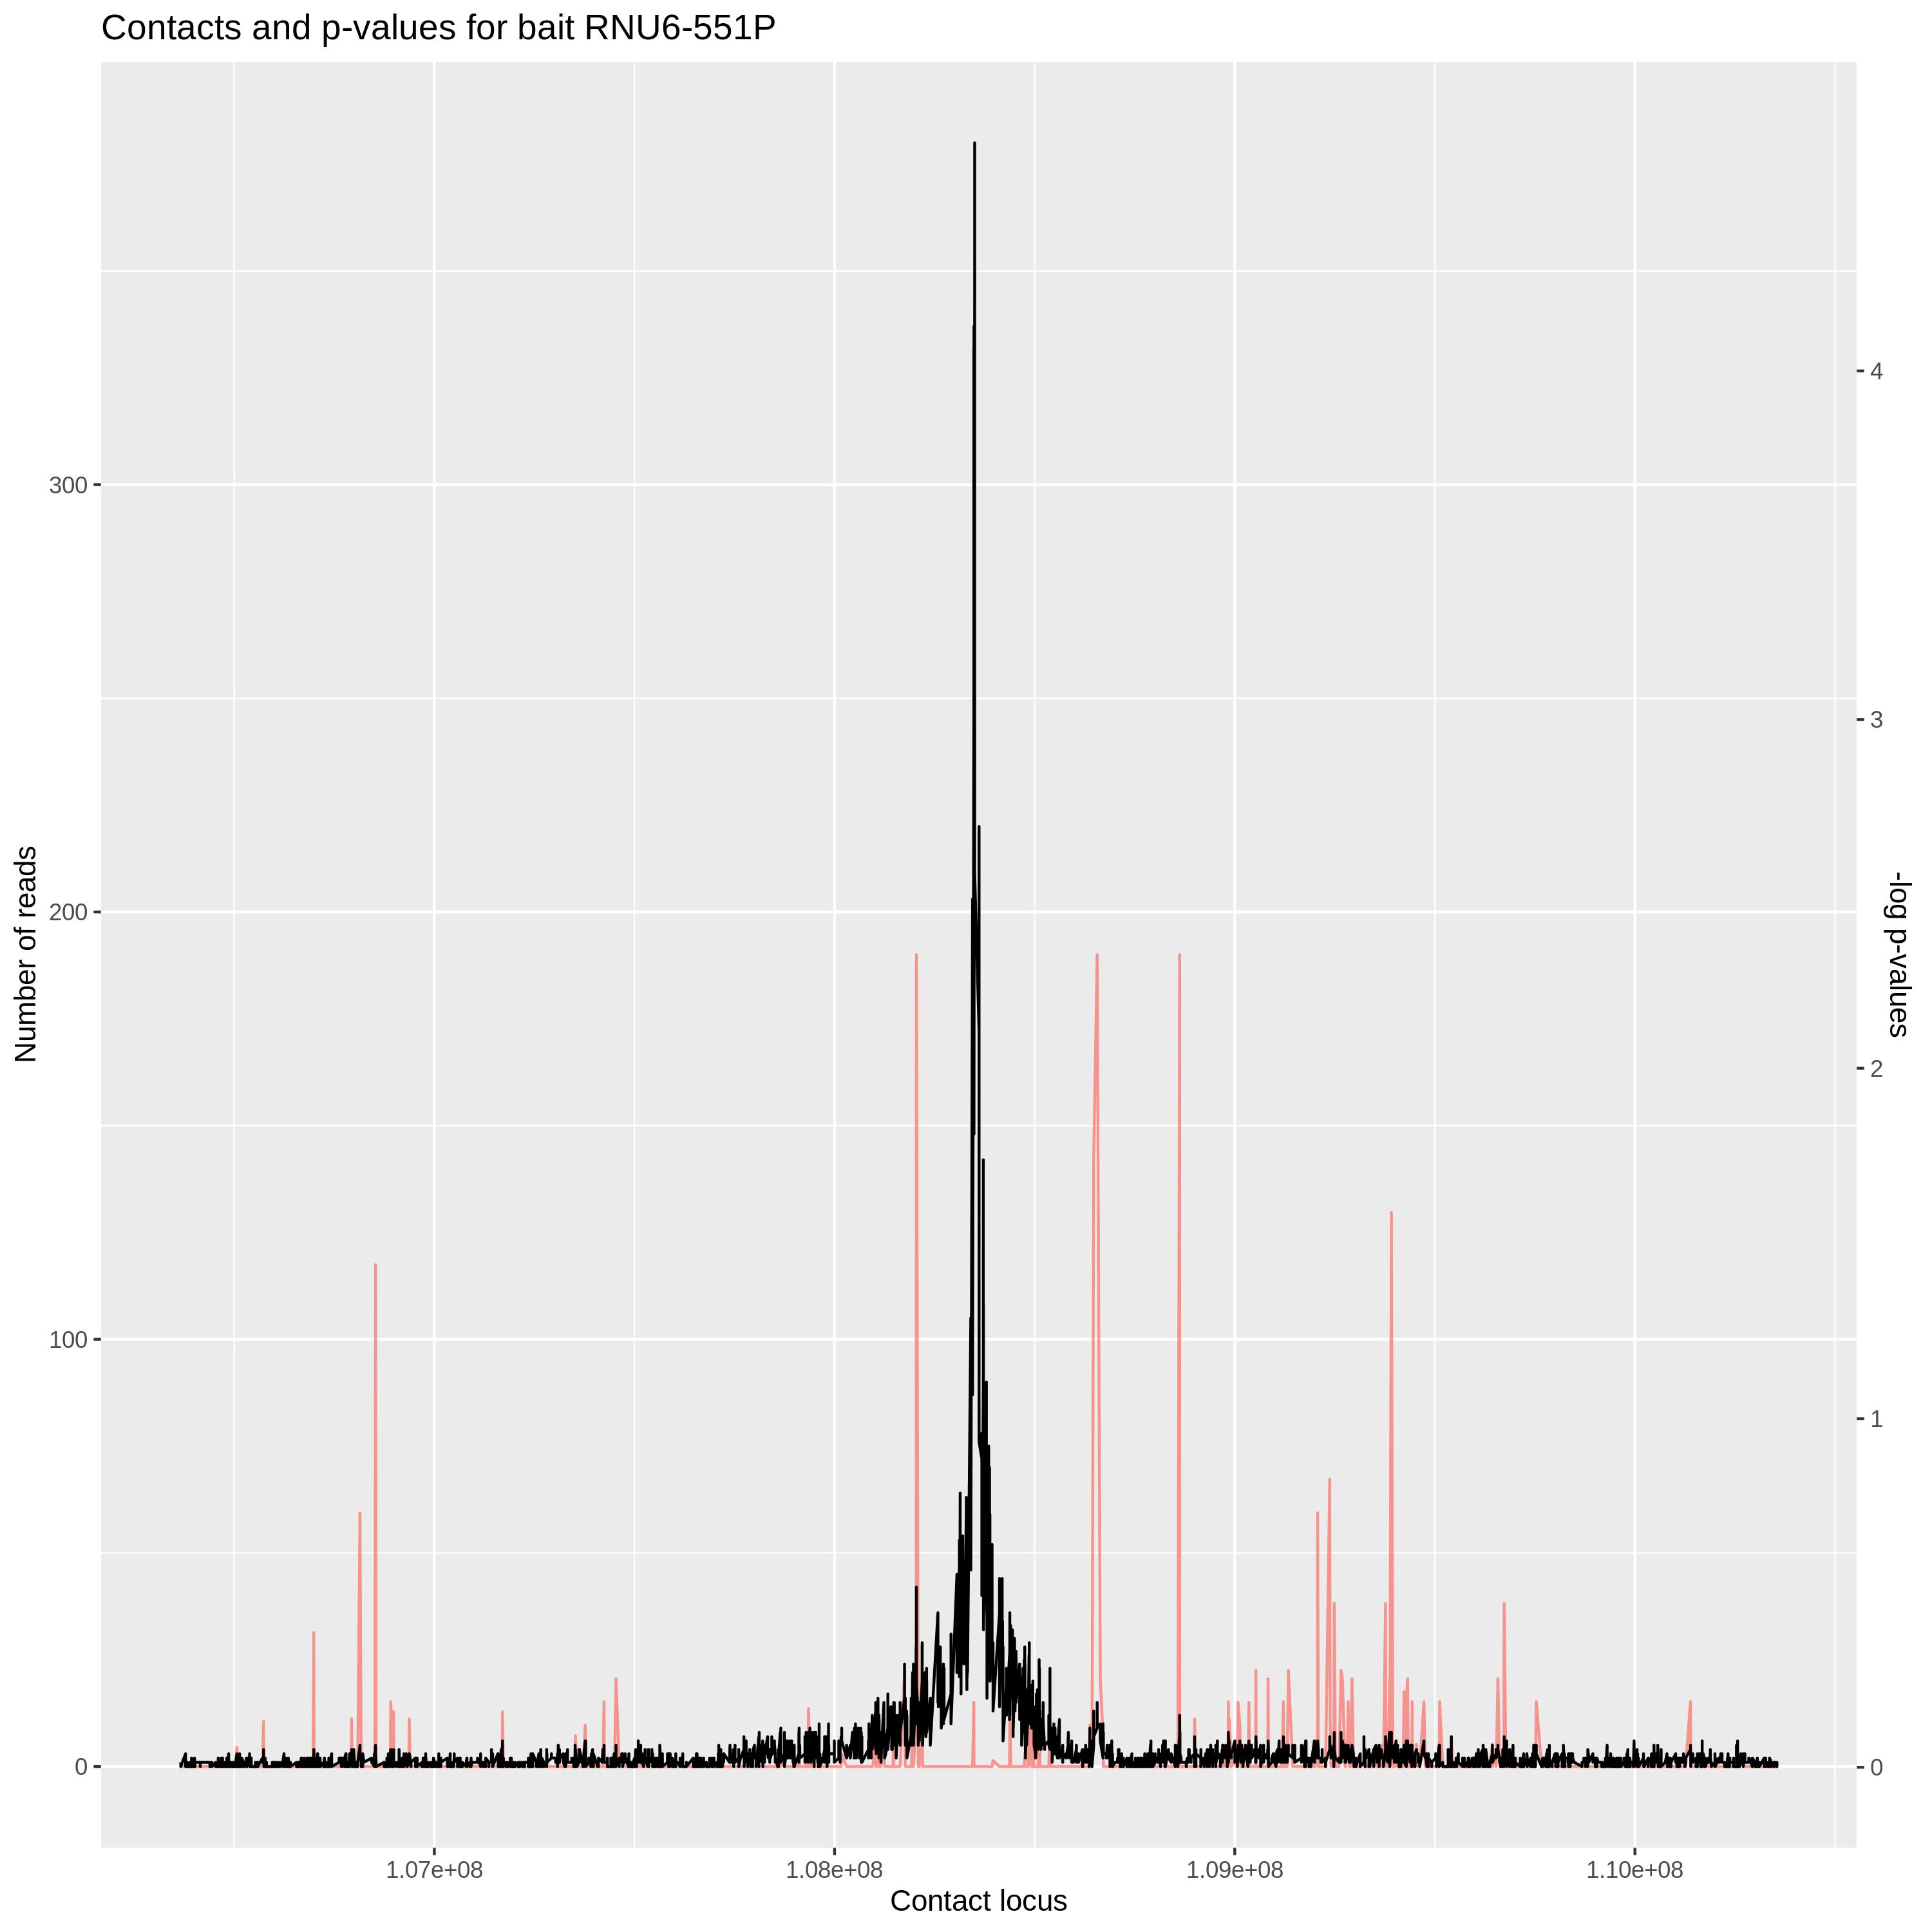 Contacts and p-values for bait RNU6-551P
Number of reads
300
200
100
0
4
3
2
1
0
-log p-values
1.07e+08
1.08e+08
1.09e+08
1.10e+08
Contact locus